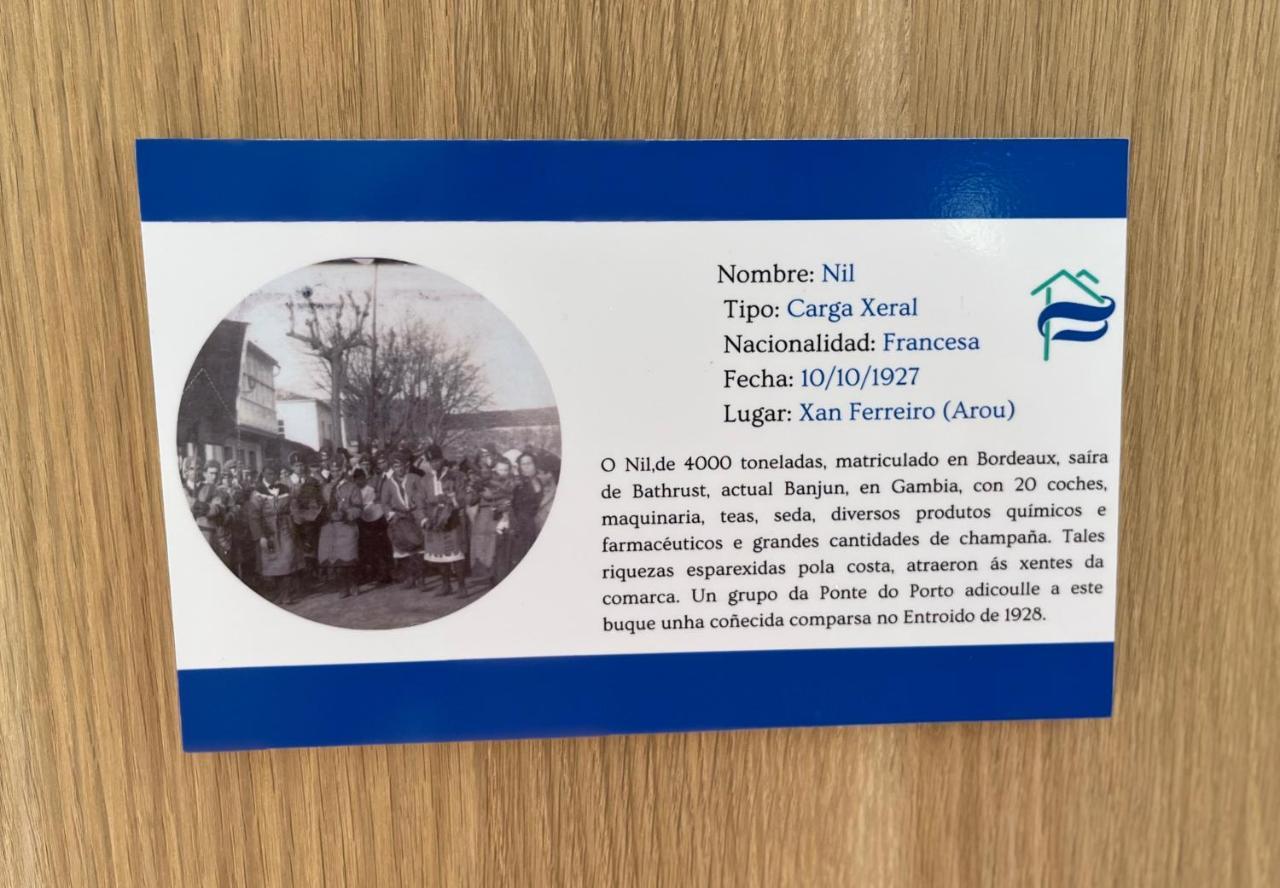 Nombre: Nil
Tipo: Carga Xeral
Nacionalidad: Francesa
Fecha: 10/10/1927
Lugar: Xan Ferreiro (Arou)
O Nil,de 4000 toneladas, matriculado en Bordeaux, saíra
de Bathrust, actual Banjun, en Gambia, con 20 coches,
maquinaria, teas, seda, diversos produtos químicos e
farmacéuticos e grandes cantidades de champaña. Tales
riquezas esparexidas pola costa, atraeron ás xentes da
comarca. Un grupo da Ponte do Porto adicoulle a este
buque unha coñecida comparsa no Entroido de 1928.